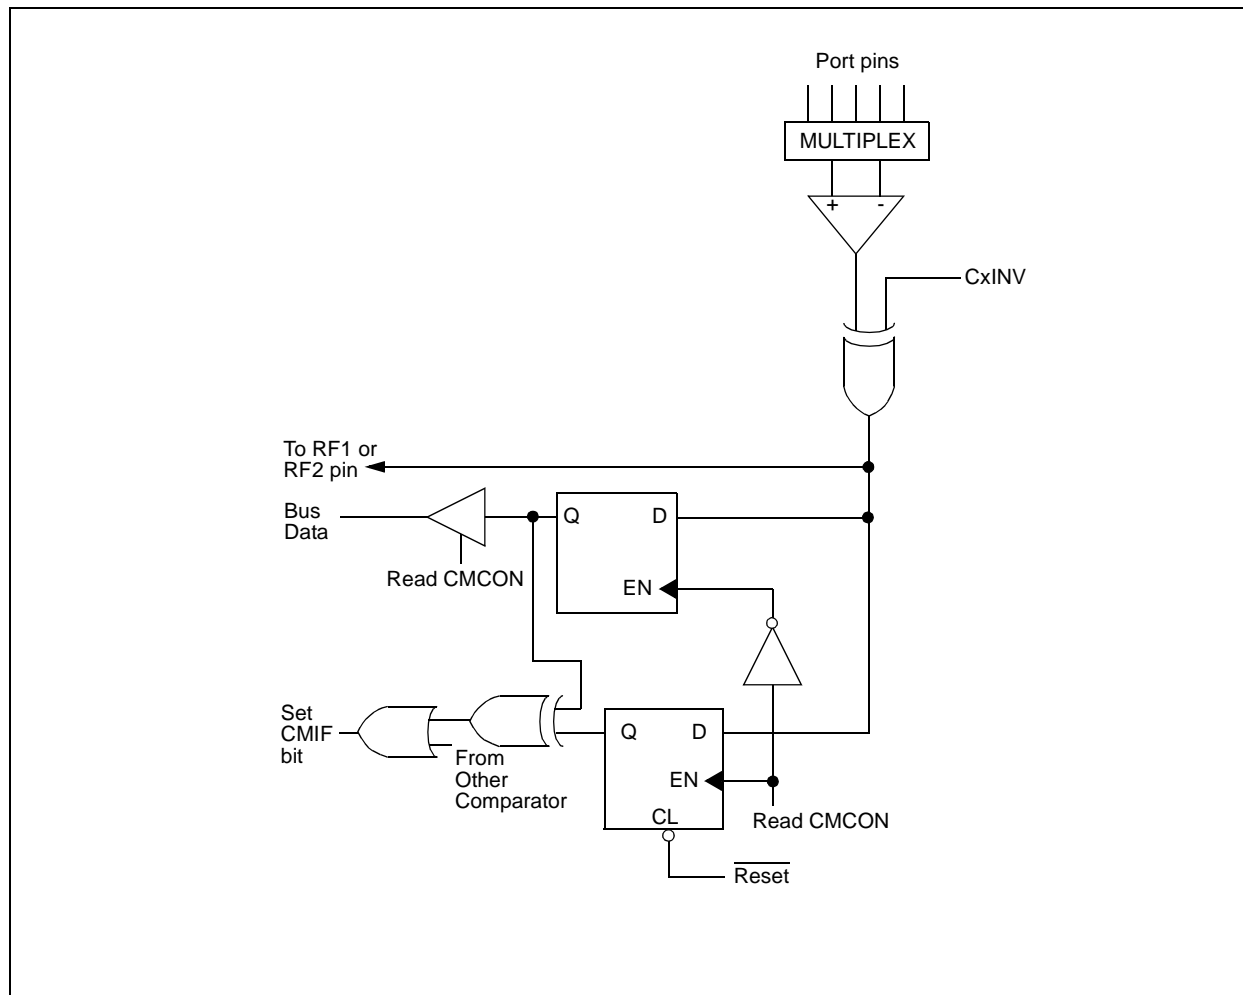 Port pins
MULTIPLEX
+ -
CxINV
To RF1 or
RF2 pin
Bus
Data
Q D
EN
Read CMCON
Set
CMIF
bit
From
Other
Comparator
Q D
EN
CL
Read CMCON
Reset